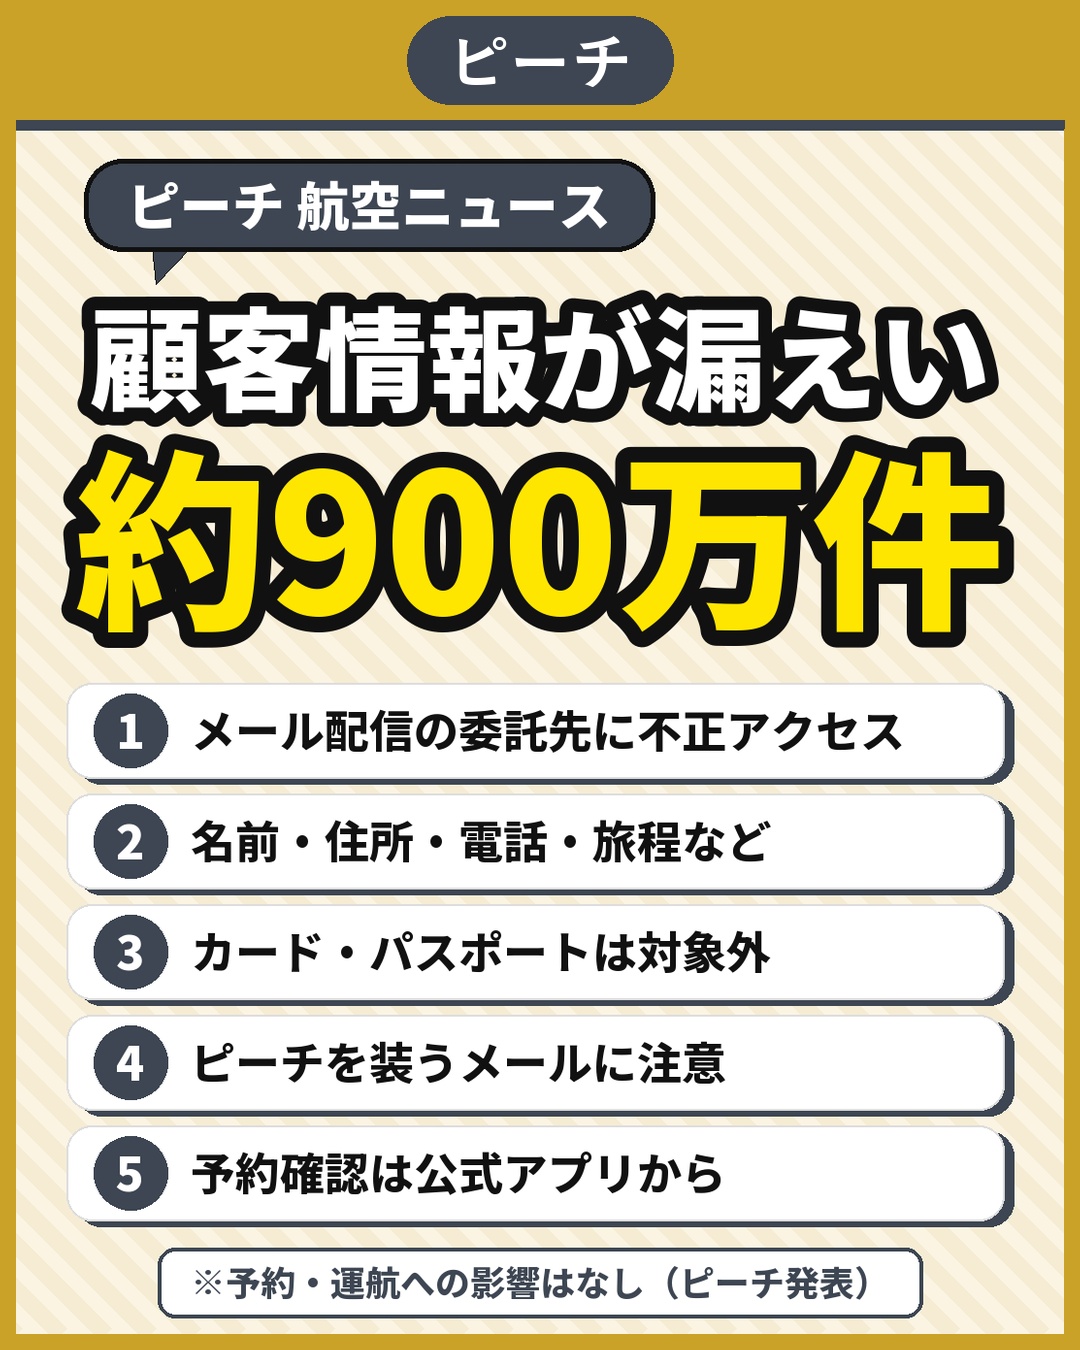 ピーチ
ピーチ 航空ニュース
顧客情報が漏えい
約900万件
1 メール配信の委託先に不正アクセス
2 名前・住所・電話・旅程など
3 カード・パスポートは対象外
4 ピーチを装うメールに注意
5 予約確認は公式アプリから
※予約・運航への影響はなし（ピーチ発表）